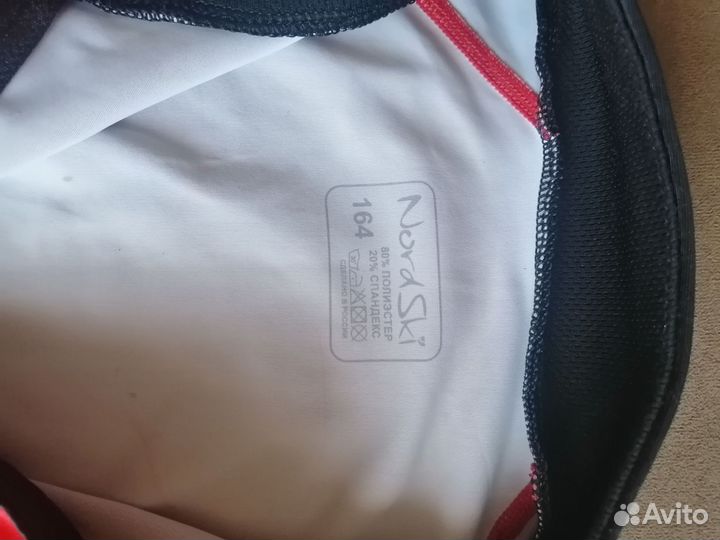 NordSki
164
80% ПОЛИЭСТЕР
20% СПАНДЕКС
СДЕЛАНО В РОССИИ
Avito